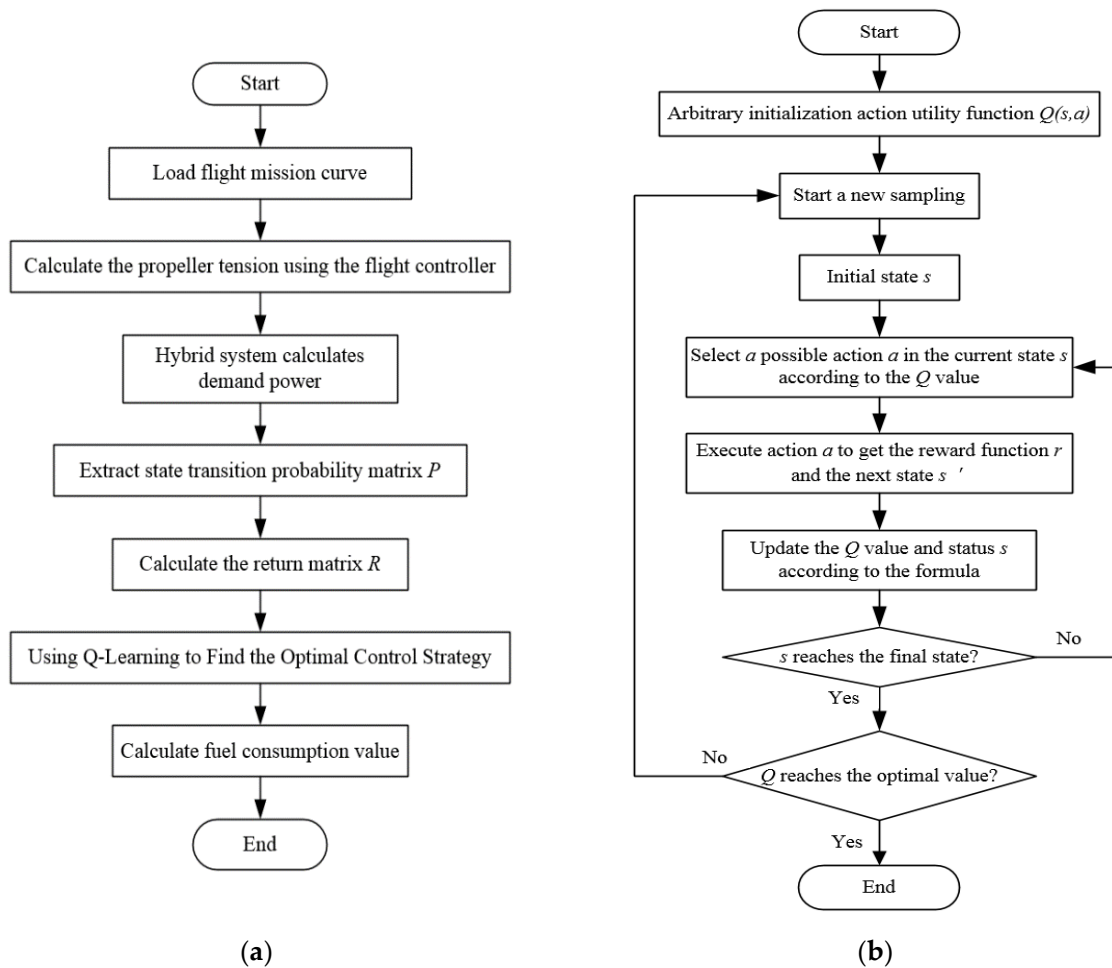 Start
Load flight mission curve
Calculate the propeller tension using the flight controller
Hybrid system calculates
demand power
Extract state transition probability matrix P
Calculate the return matrix R
Using Q-Learning to Find the Optimal Control Strategy
Calculate fuel consumption value
End
(a)
Start
Arbitrary initialization action utility function Q(s,a)
Start a new sampling
Initial state s
Select a possible action a in the current state s
according to the Q value
Execute action a to get the reward function r
and the next state s ′
Update the Q value and status s
according to the formula
s reaches the final state?
No
Yes
Q reaches the optimal value?
No
Yes
End
(b)